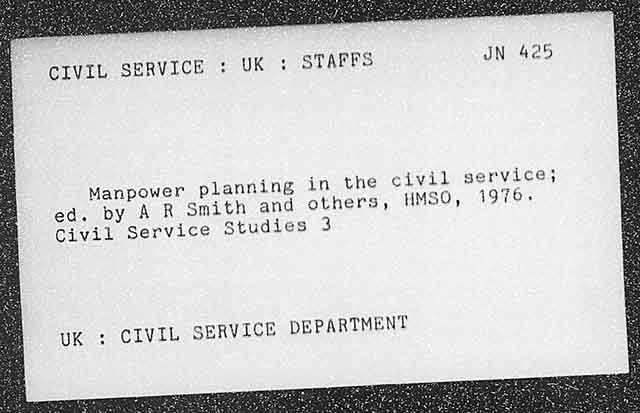 CIVIL SERVICE : UK : STAFFS JN 425
Manpower planning in the civil service;
ed. by A R Smith and others, HMSO, 1976.
Civil Service Studies 3
UK : CIVIL SERVICE DEPARTMENT